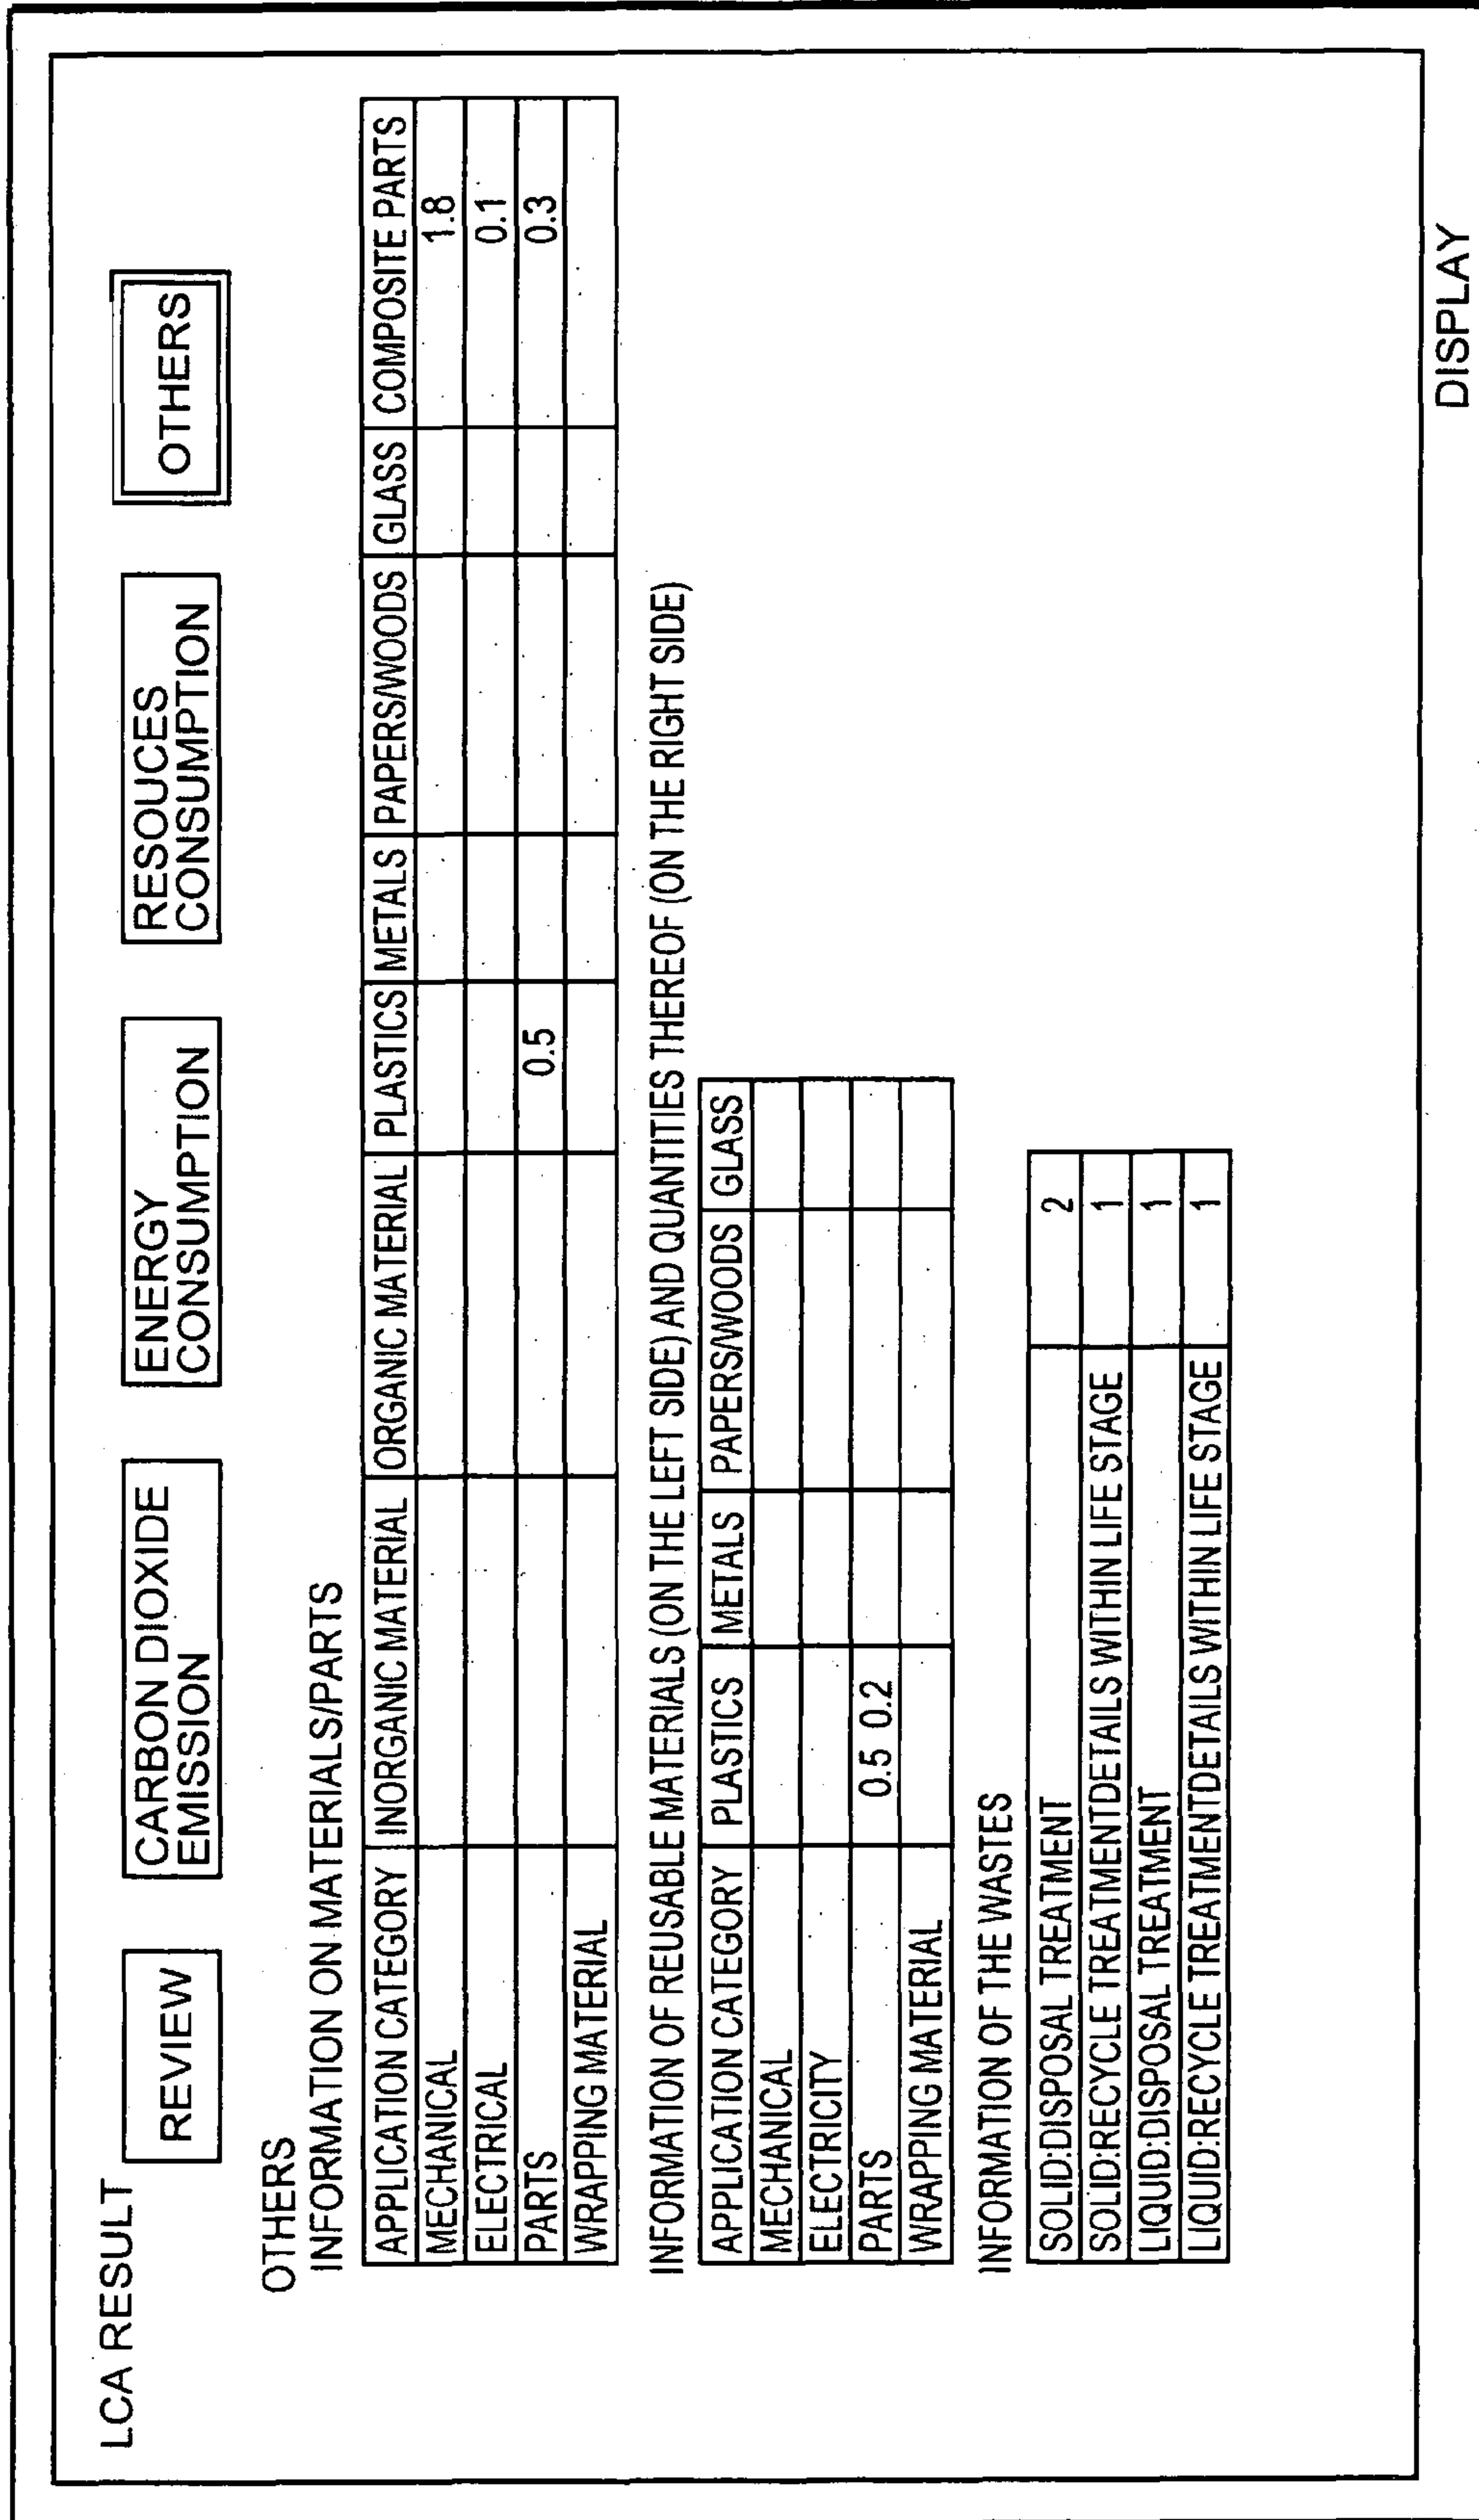 LCA RESULT
REVIEW
CARBON DIOXIDE
EMISSION
ENERGY
CONSUMPTION
RESOUCES
CONSUMPTION
OTHERS
OTHERS
INFORMATION ON MATERIALS/PARTS
APPLICATION CATEGORY INORGANIC MATERIAL ORGANIC MATERIAL PLASTICS METALS PAPERS/WOODS GLASS COMPOSITE PARTS
MECHANICAL 1.8
ELECTRICAL 0.1
PARTS 0.5 0.3
WRAPPING MATERIAL
INFORMATION OF REUSABLE MATERIALS (ON THE LEFT SIDE) AND QUANTITIES THEREOF (ON THE RIGHT SIDE)
APPLICATION CATEGORY PLASTICS METALS PAPERS/WOODS GLASS
MECHANICAL
ELECTRICITY
PARTS 0.5 0.2
WRAPPING MATERIAL
INFORMATION OF THE WASTES
SOLID:DISPOSAL TREATMENT 2
SOLID:RECYCLE TREATMENTDETAILS WITHIN LIFE STAGE 1
LIQUID:DISPOSAL TREATMENT 1
LIQUID:RECYCLE TREATMENTDETAILS WITHIN LIFE STAGE 1
DISPLAY